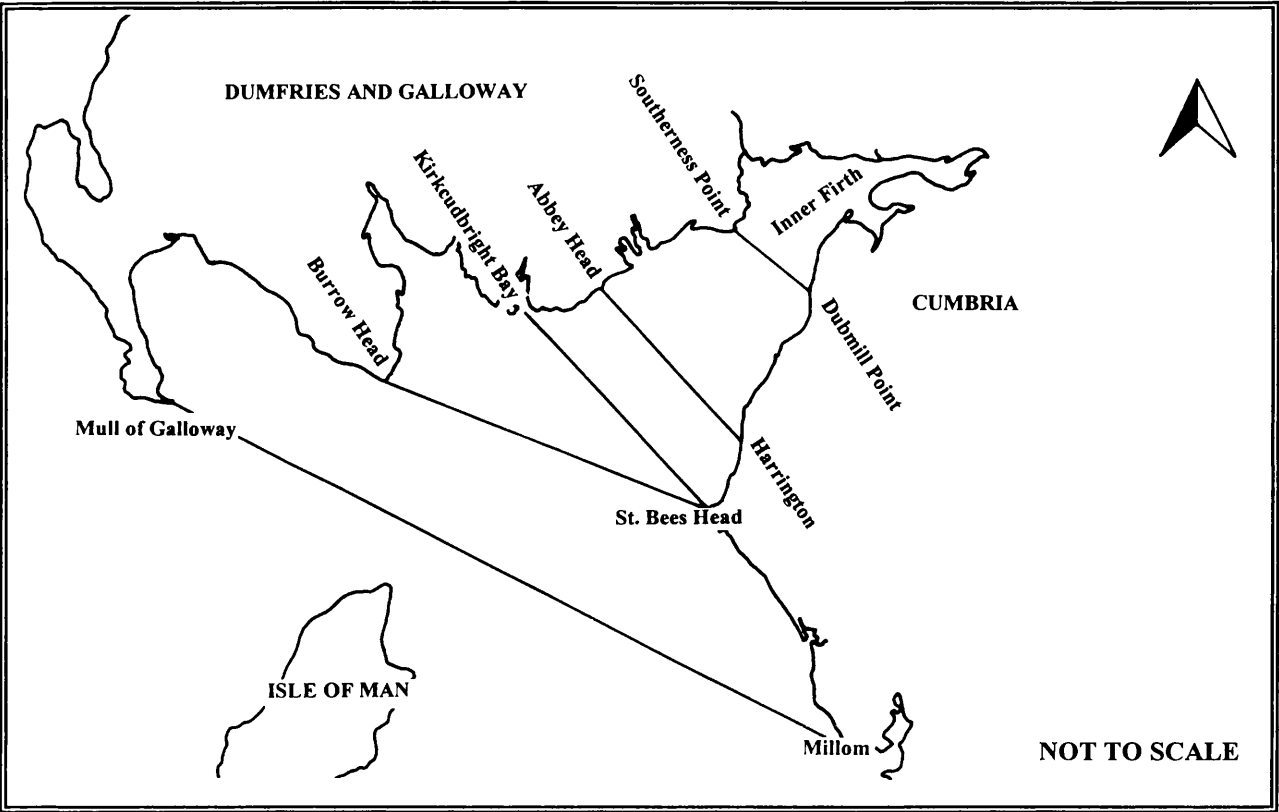 DUMFRIES AND GALLOWAY
Southerness Point
Kirkcudbright Bay
Abbey Head
Inner Firth
Burrow Head
CUMBRIA
Dubmill Point
Mull of Galloway
Harrington
St. Bees Head
ISLE OF MAN
Millom
NOT TO SCALE